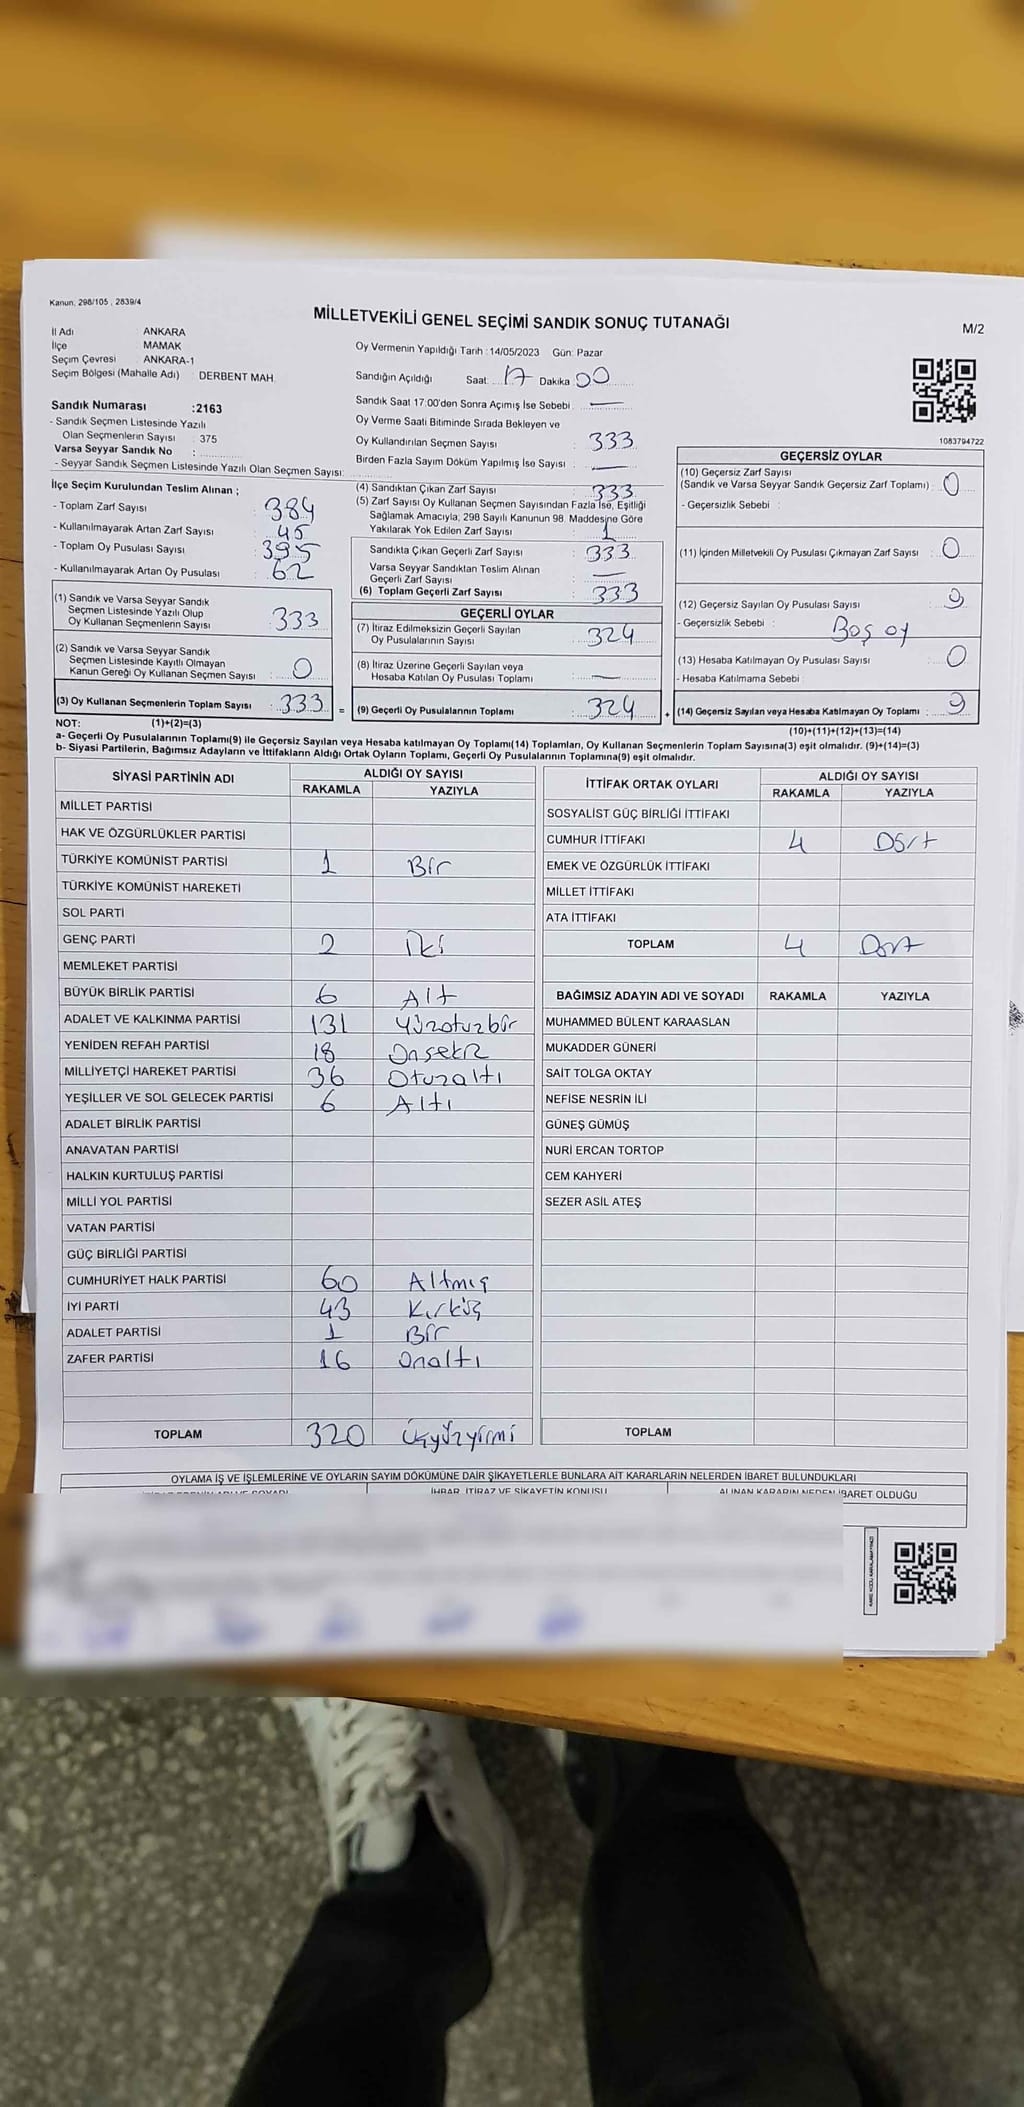 Kanun, 298/105 , 2839/4
MİLLETVEKİLİ GENEL SEÇİMİ SANDIK SONUÇ TUTANAĞI
M/2
İl Adı : ANKARA
İlçe : MAMAK
Seçim Çevresi : ANKARA-1
Seçim Bölgesi (Mahalle Adı) : DERBENT MAH.
Sandık Numarası :2163
- Sandık Seçmen Listesinde Yazılı
Olan Seçmenlerin Sayısı : 375
Varsa Seyyar Sandık No :
- Seyyar Sandık Seçmen Listesinde Yazılı Olan Seçmen Sayısı:
Oy Vermenin Yapıldığı Tarih :14/05/2023 Gün: Pazar
Sandığın Açıldığı Saat: 17 Dakika 00
Sandık Saat 17:00'den Sonra Açımış İse Sebebi : —
Oy Verme Saati Bitiminde Sırada Bekleyen ve
Oy Kullandırılan Seçmen Sayısı : 333
Birden Fazla Sayım Döküm Yapılmış İse Sayısı : —
1083794722
İlçe Seçim Kurulundan Teslim Alınan ;
- Toplam Zarf Sayısı : 384
- Kullanılmayarak Artan Zarf Sayısı : 45
- Toplam Oy Pusulası Sayısı : 395
- Kullanılmayarak Artan Oy Pusulası : 62
(1) Sandık ve Varsa Seyyar Sandık
Seçmen Listesinde Yazılı Olup
Oy Kullanan Seçmenlerin Sayısı : 333
(2) Sandık ve Varsa Seyyar Sandık
Seçmen Listesinde Kayıtlı Olmayan
Kanun Gereği Oy Kullanan Seçmen Sayısı : 0
(3) Oy Kullanan Seçmenlerin Toplam Sayısı : 333
(4) Sandıktan Çıkan Zarf Sayısı : 333
(5) Zarf Sayısı Oy Kullanan Seçmen Sayısından Fazla İse, Eşitliği
Sağlamak Amacıyla; 298 Sayılı Kanunun 98. Maddesine Göre
Yakılarak Yok Edilen Zarf Sayısı : 1
Sandıkta Çıkan Geçerli Zarf Sayısı : 333
Varsa Seyyar Sandıktan Teslim Alınan
Geçerli Zarf Sayısı : —
(6) Toplam Geçerli Zarf Sayısı : 333
GEÇERLİ OYLAR
(7) İtiraz Edilmeksizin Geçerli Sayılan
Oy Pusulalarının Sayısı : 324
(8) İtiraz Üzerine Geçerli Sayılan veya
Hesaba Katılan Oy Pusulası Toplamı : —
= (9) Geçerli Oy Pusulalarının Toplamı : 324
GEÇERSİZ OYLAR
(10) Geçersiz Zarf Sayısı
(Sandık ve Varsa Seyyar Sandık Geçersiz Zarf Toplamı) : 0
- Geçersizlik Sebebi :
(11) İçinden Milletvekili Oy Pusulası Çıkmayan Zarf Sayısı : 0
(12) Geçersiz Sayılan Oy Pusulası Sayısı : 9
- Geçersizlik Sebebi : Boş oy
(13) Hesaba Katılmayan Oy Pusulası Sayısı : 0
- Hesaba Katılmama Sebebi :
+ (14) Geçersiz Sayılan veya Hesaba Katılmayan Oy Toplamı : 9
NOT: (1)+(2)=(3) (10)+(11)+(12)+(13)=(14)
a- Geçerli Oy Pusulalarının Toplamı(9) ile Geçersiz Sayılan veya Hesaba katılmayan Oy Toplamı(14) Toplamları, Oy Kullanan Seçmenlerin Toplam Sayısına(3) eşit olmalıdır. (9)+(14)=(3)
b- Siyasi Partilerin, Bağımsız Adayların ve İttifakların Aldığı Ortak Oyların Toplamı, Geçerli Oy Pusulalarının Toplamına(9) eşit olmalıdır.
SİYASİ PARTİNİN ADI ALDIĞI OY SAYISI
RAKAMLA YAZIYLA
MİLLET PARTİSİ
HAK VE ÖZGÜRLÜKLER PARTİSİ
TÜRKİYE KOMÜNİST PARTİSİ 1 Bir
TÜRKİYE KOMÜNİST HAREKETİ
SOL PARTİ
GENÇ PARTİ 2 İki
MEMLEKET PARTİSİ
BÜYÜK BİRLİK PARTİSİ 6 Altı
ADALET VE KALKINMA PARTİSİ 131 Yüzotuzbir
YENİDEN REFAH PARTİSİ 18 Onsekiz
MİLLİYETÇİ HAREKET PARTİSİ 36 Otuzaltı
YEŞİLLER VE SOL GELECEK PARTİSİ 6 Altı
ADALET BİRLİK PARTİSİ
ANAVATAN PARTİSİ
HALKIN KURTULUŞ PARTİSİ
MİLLİ YOL PARTİSİ
VATAN PARTİSİ
GÜÇ BİRLİĞİ PARTİSİ
CUMHURİYET HALK PARTİSİ 60 Altmış
İYİ PARTİ 43 Kırküç
ADALET PARTİSİ 1 Bir
ZAFER PARTİSİ 16 Onaltı
TOPLAM 320 Üçyüzyirmi
İTTİFAK ORTAK OYLARI ALDIĞI OY SAYISI
RAKAMLA YAZIYLA
SOSYALİST GÜÇ BİRLİĞİ İTTİFAKI
CUMHUR İTTİFAKI 4 Dört
EMEK VE ÖZGÜRLÜK İTTİFAKI
MİLLET İTTİFAKI
ATA İTTİFAKI
TOPLAM 4 Dört
BAĞIMSIZ ADAYIN ADI VE SOYADI RAKAMLA YAZIYLA
MUHAMMED BÜLENT KARAASLAN
MUKADDER GÜNERİ
SAİT TOLGA OKTAY
NEFİSE NESRİN İLİ
GÜNEŞ GÜMÜŞ
NURİ ERCAN TORTOP
CEM KAHYERİ
SEZER ASİL ATEŞ
TOPLAM
OYLAMA İŞ VE İŞLEMLERİNE VE OYLARIN SAYIM DÖKÜMÜNE DAİR ŞİKAYETLERLE BUNLARA AİT KARARLARIN NELERDEN İBARET BULUNDUKLARI
İHBAR, İTİRAZ VE ŞİKAYETİN KONUSU ALINAN KARARIN NEDEN İBARET OLDUĞU